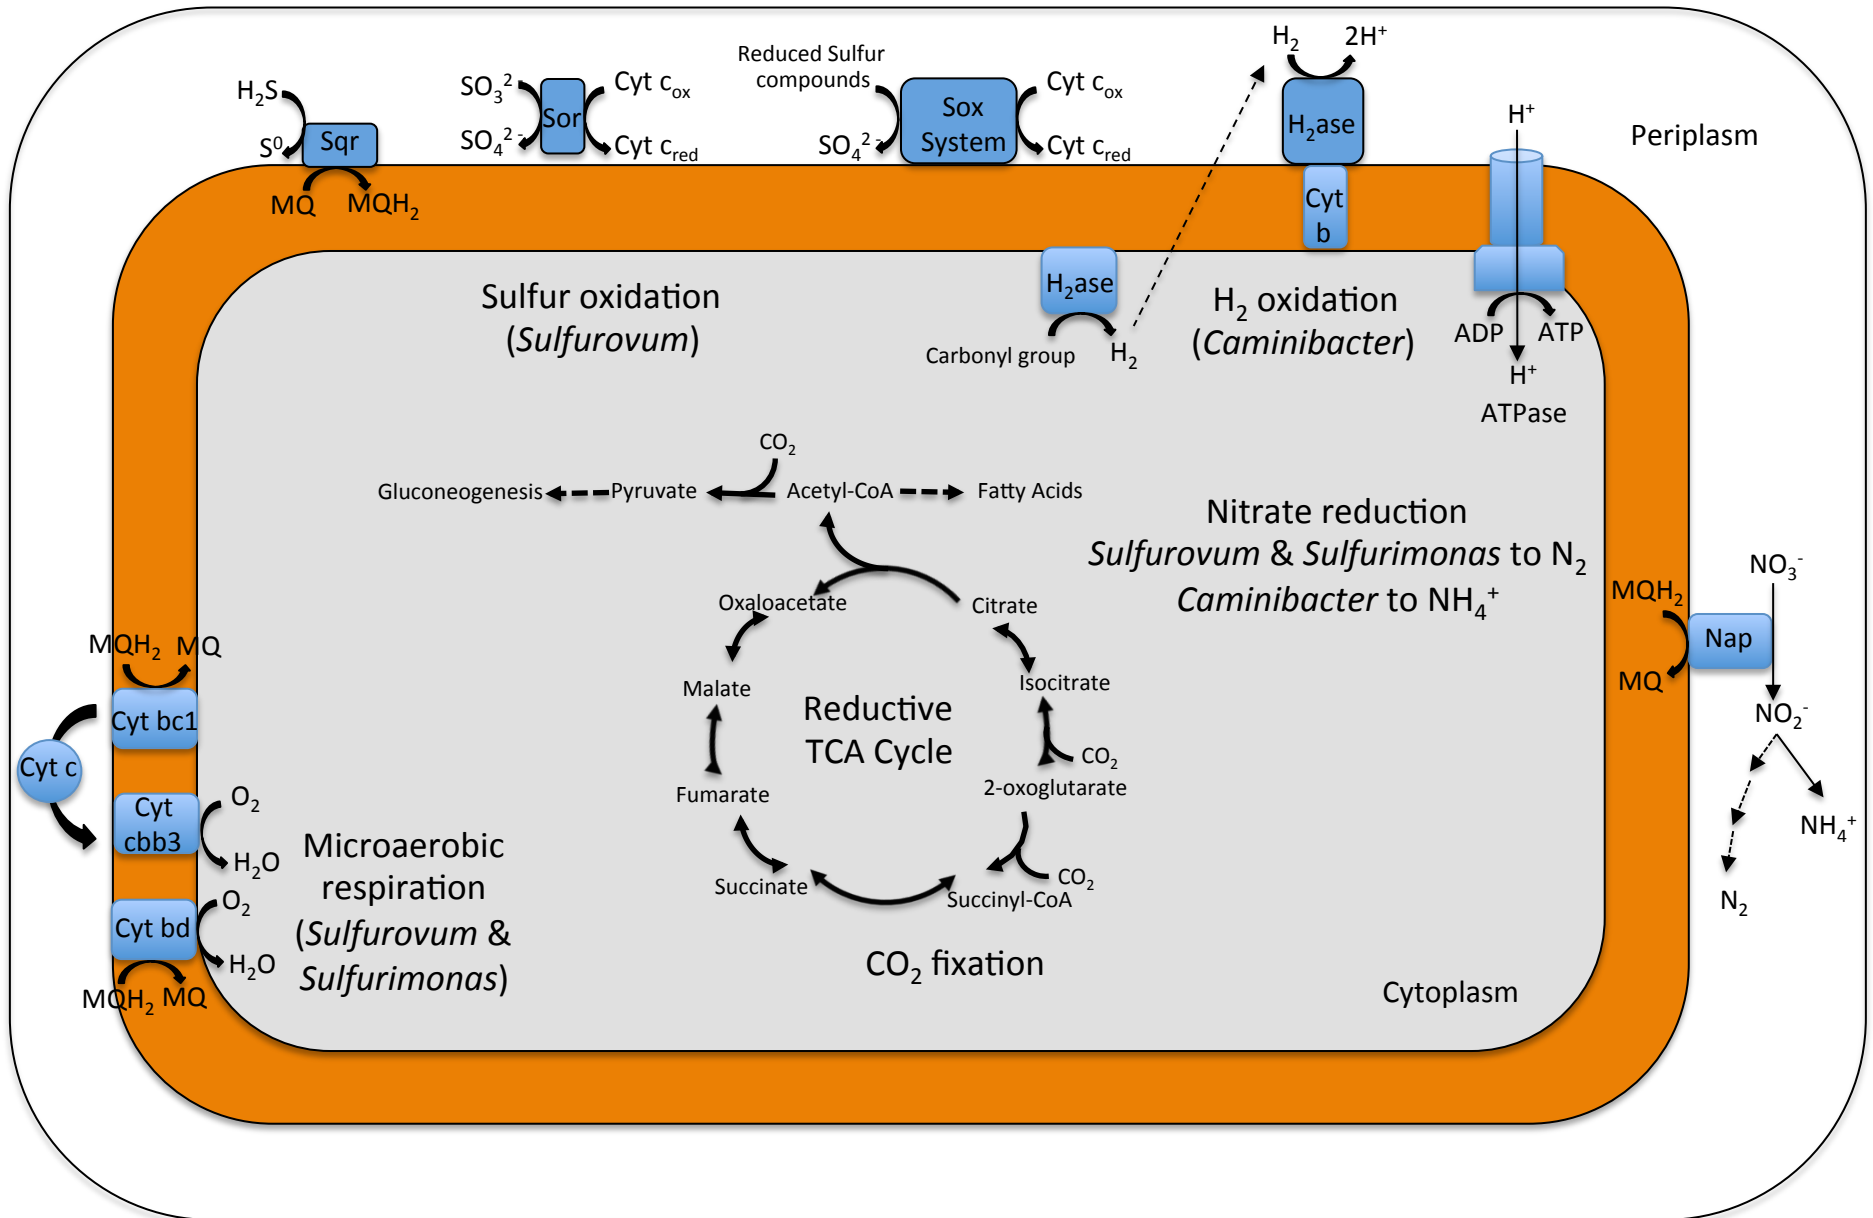 H₂S
S⁰
Sqr
MQ
MQH₂
SO₃²⁻
SO₄²⁻
Sor
Cyt c_ox
Cyt c_red
Reduced Sulfur
compounds
SO₄²⁻
Sox
System
Cyt c_ox
Cyt c_red
H₂
2H⁺
H₂ase
Cyt
b
H⁺
Periplasm
Sulfur oxidation
(Sulfurovum)
H₂ase
Carbonyl group
H₂
H₂ oxidation
(Caminibacter)
ADP
ATP
H⁺
ATPase
CO₂
Gluconeogenesis
Pyruvate
Acetyl-CoA
Fatty Acids
Nitrate reduction
Sulfurovum & Sulfurimonas to N₂
Caminibacter to NH₄⁺
Oxaloacetate
Citrate
Malate
Isocitrate
Reductive
TCA Cycle
CO₂
Fumarate
2-oxoglutarate
Succinate
CO₂
Succinyl-CoA
CO₂ fixation
MQH₂
MQ
Nap
NO₃⁻
NO₂⁻
NH₄⁺
N₂
MQH₂
MQ
Cyt bc1
Cyt c
Cyt
cbb3
O₂
H₂O
Cyt bd
O₂
H₂O
MQH₂
MQ
Microaerobic
respiration
(Sulfurovum &
Sulfurimonas)
Cytoplasm